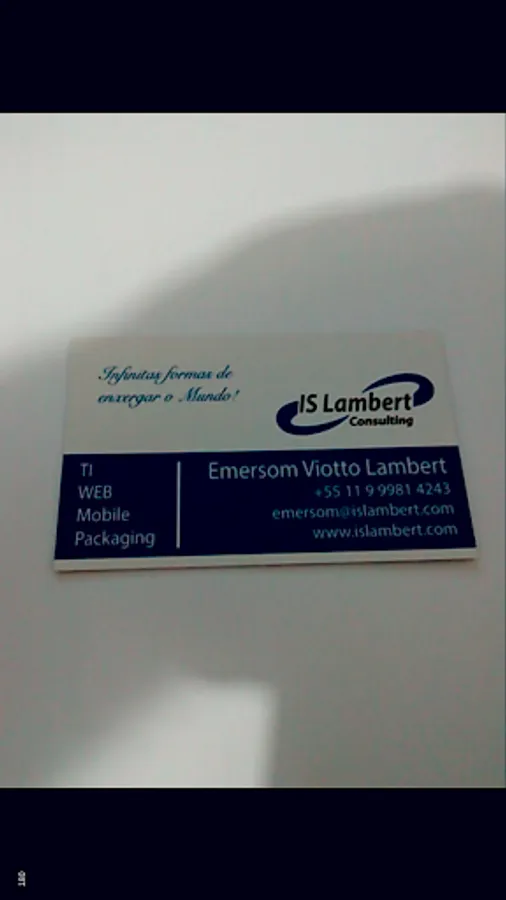 Infinitas formas de
enxergar o Mundo!
IS Lambert
Consulting
TI
WEB
Mobile
Packaging
Emersom Viotto Lambert
+55 11 9 9981 4243
emersom@islambert.com
www.islambert.com
180